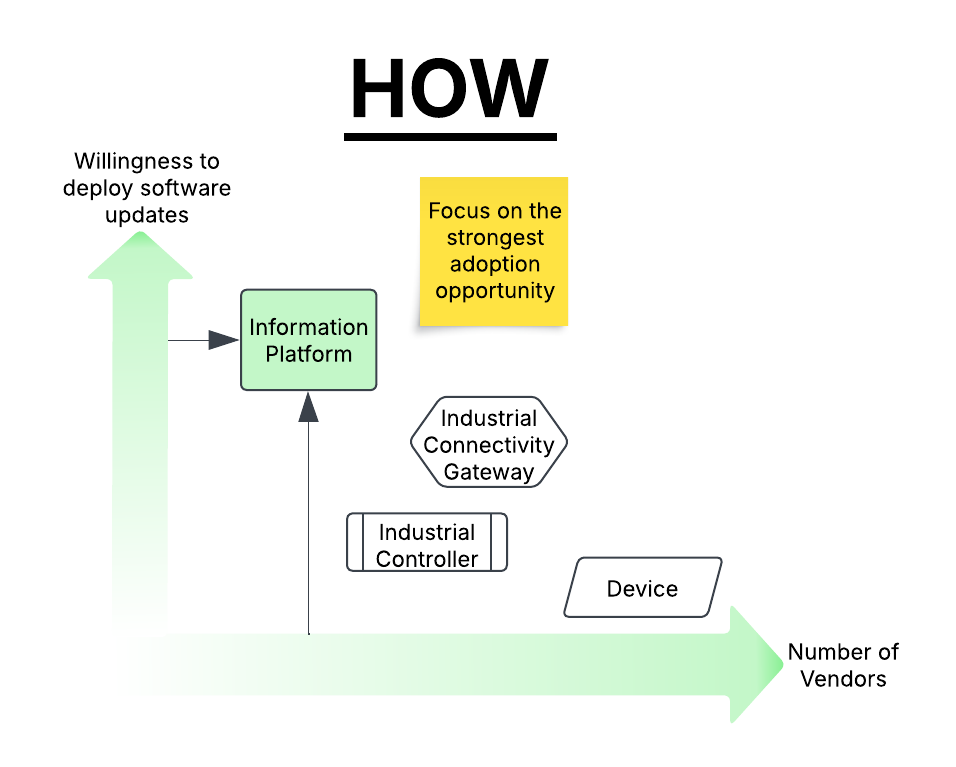 HOW
Willingness to
deploy software
updates
Focus on the
strongest
adoption
opportunity
Information
Platform
Industrial
Connectivity
Gateway
Industrial
Controller
Device
Number of
Vendors